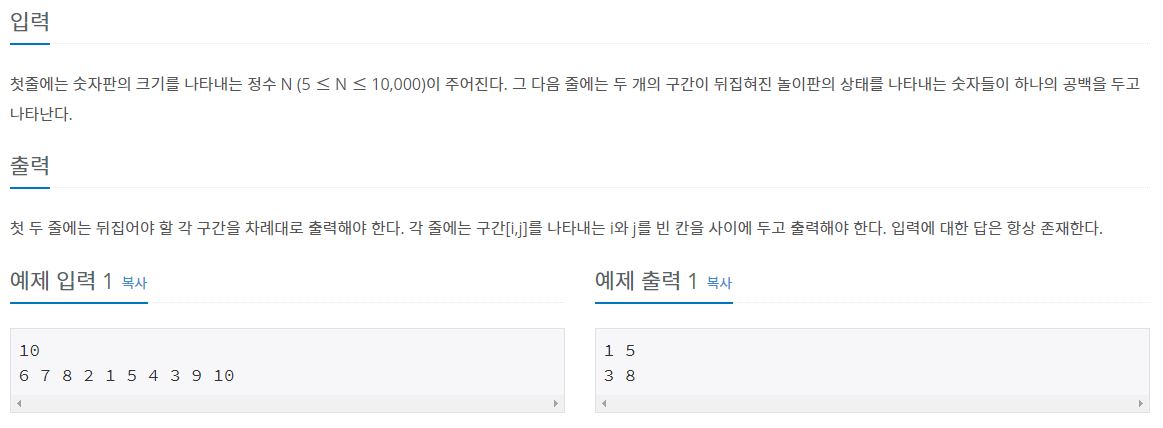 입력
첫줄에는 숫자판의 크기를 나타내는 정수 N (5 ≤ N ≤ 10,000)이 주어진다. 그 다음 줄에는 두 개의 구간이 뒤집혀진 놀이판의 상태를 나타내는 숫자들이 하나의 공백을 두고
나타난다.
출력
첫 두 줄에는 뒤집어야 할 각 구간을 차례대로 출력해야 한다. 각 줄에는 구간[i,j]를 나타내는 i와 j를 빈 칸을 사이에 두고 출력해야 한다. 입력에 대한 답은 항상 존재한다.
예제 입력 1 복사
10
6 7 8 2 1 5 4 3 9 10
예제 출력 1 복사
1 5
3 8